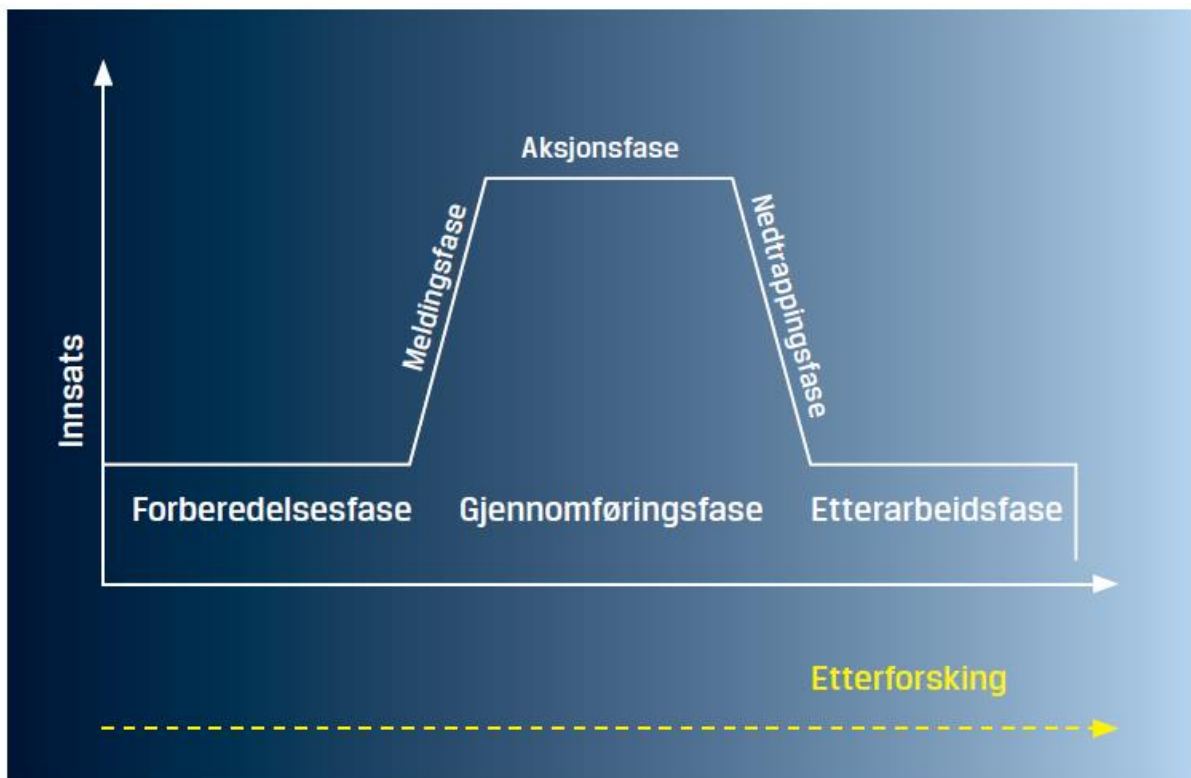 Aksjonsfase
Meldingsfase
Nedtrappingsfase
Innsats
Forberedelsesfase
Gjennomføringsfase
Etterarbeidsfase
Etterforsking